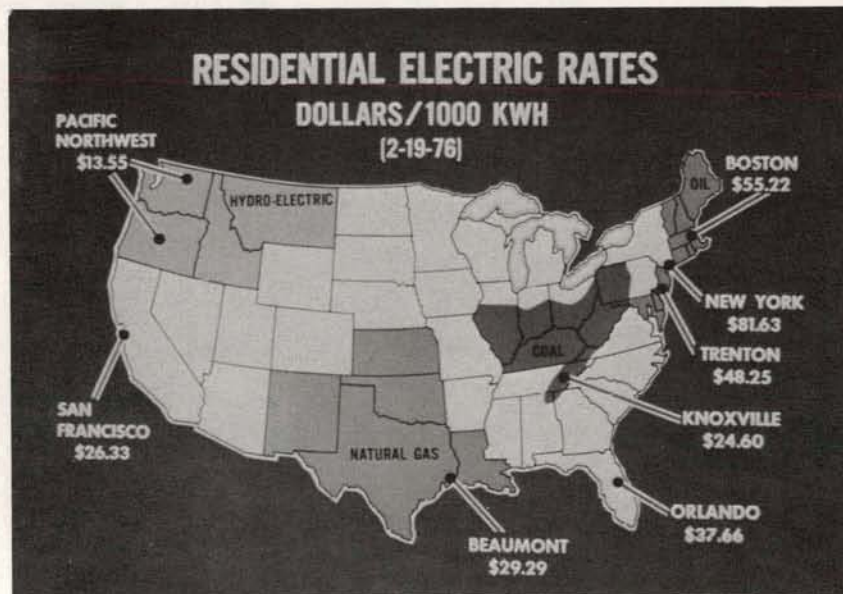 RESIDENTIAL ELECTRIC RATES
DOLLARS/1000 KWH
(2-19-76)
PACIFIC
NORTHWEST
$13.55
HYDRO-ELECTRIC
OIL
BOSTON
$55.22
NEW YORK
$81.63
TRENTON
$48.25
COAL
KNOXVILLE
$24.60
SAN
FRANCISCO
$26.33
NATURAL GAS
BEAUMONT
$29.29
ORLANDO
$37.66